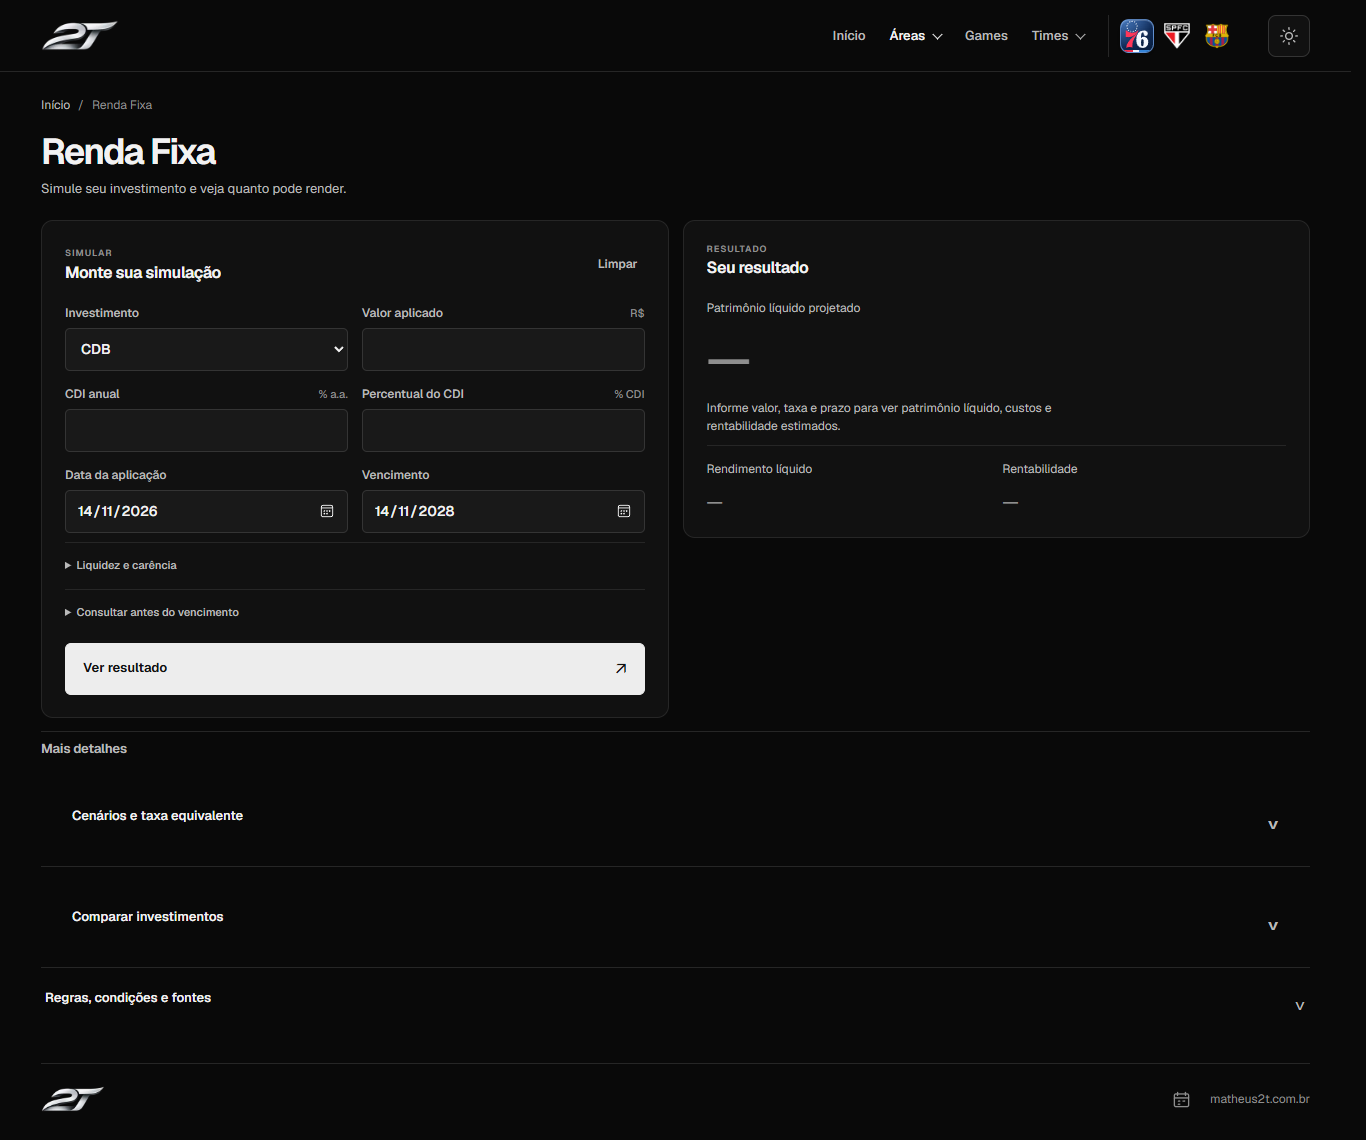 2T
Início
Áreas
Games
Times
76
SPFC
Início / Renda Fixa
Renda Fixa
Simule seu investimento e veja quanto pode render.
SIMULAR
Monte sua simulação
Limpar
Investimento
CDB
Valor aplicado R$
CDI anual % a.a.
Percentual do CDI % CDI
Data da aplicação
14/11/2026
Vencimento
14/11/2028
Liquidez e carência
Consultar antes do vencimento
Ver resultado
RESULTADO
Seu resultado
Patrimônio líquido projetado
—
Informe valor, taxa e prazo para ver patrimônio líquido, custos e
rentabilidade estimados.
Rendimento líquido
—
Rentabilidade
—
Mais detalhes
Cenários e taxa equivalente v
Comparar investimentos v
Regras, condições e fontes v
2T
matheus2t.com.br